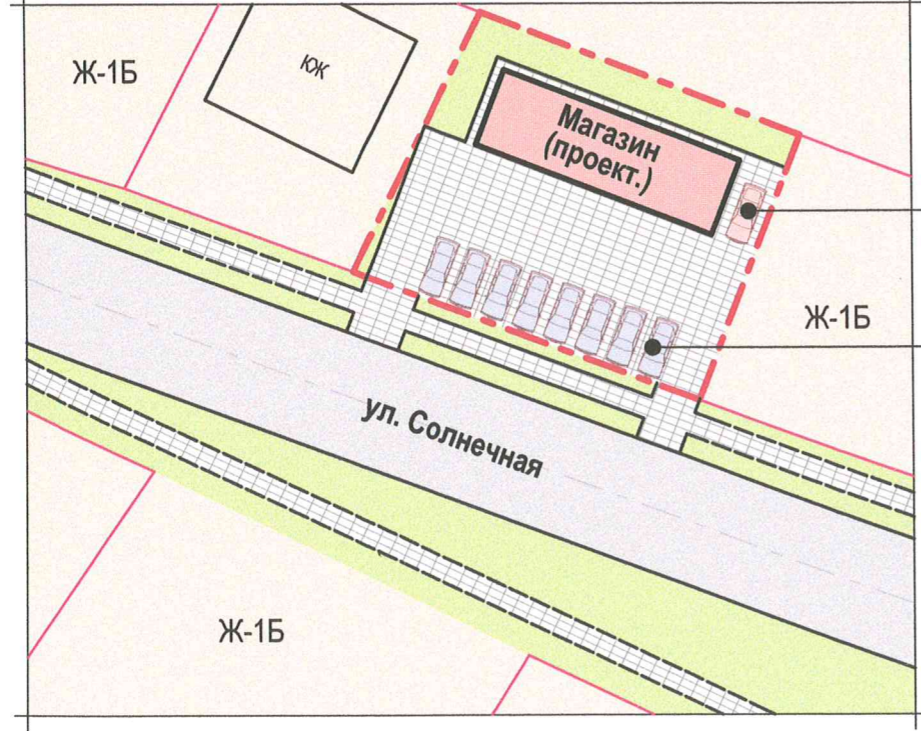 Ж-1Б
КЖ
Магазин
(проект.)
Ж-1Б
ул. Солнечная
Ж-1Б